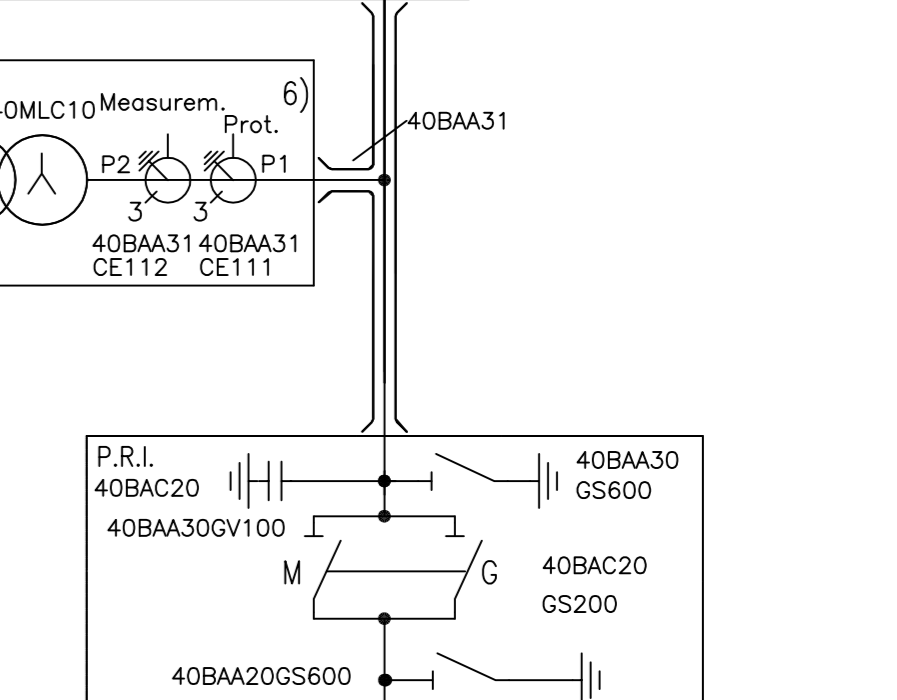 6)
0MLC10 Measurem.
Prot.
40BAA31
P2 P1
3 3
40BAA31 40BAA31
CE112 CE111
P.R.I.
40BAC20
40BAA30
GS600
40BAA30GV100
M G
40BAC20
GS200
40BAA20GS600